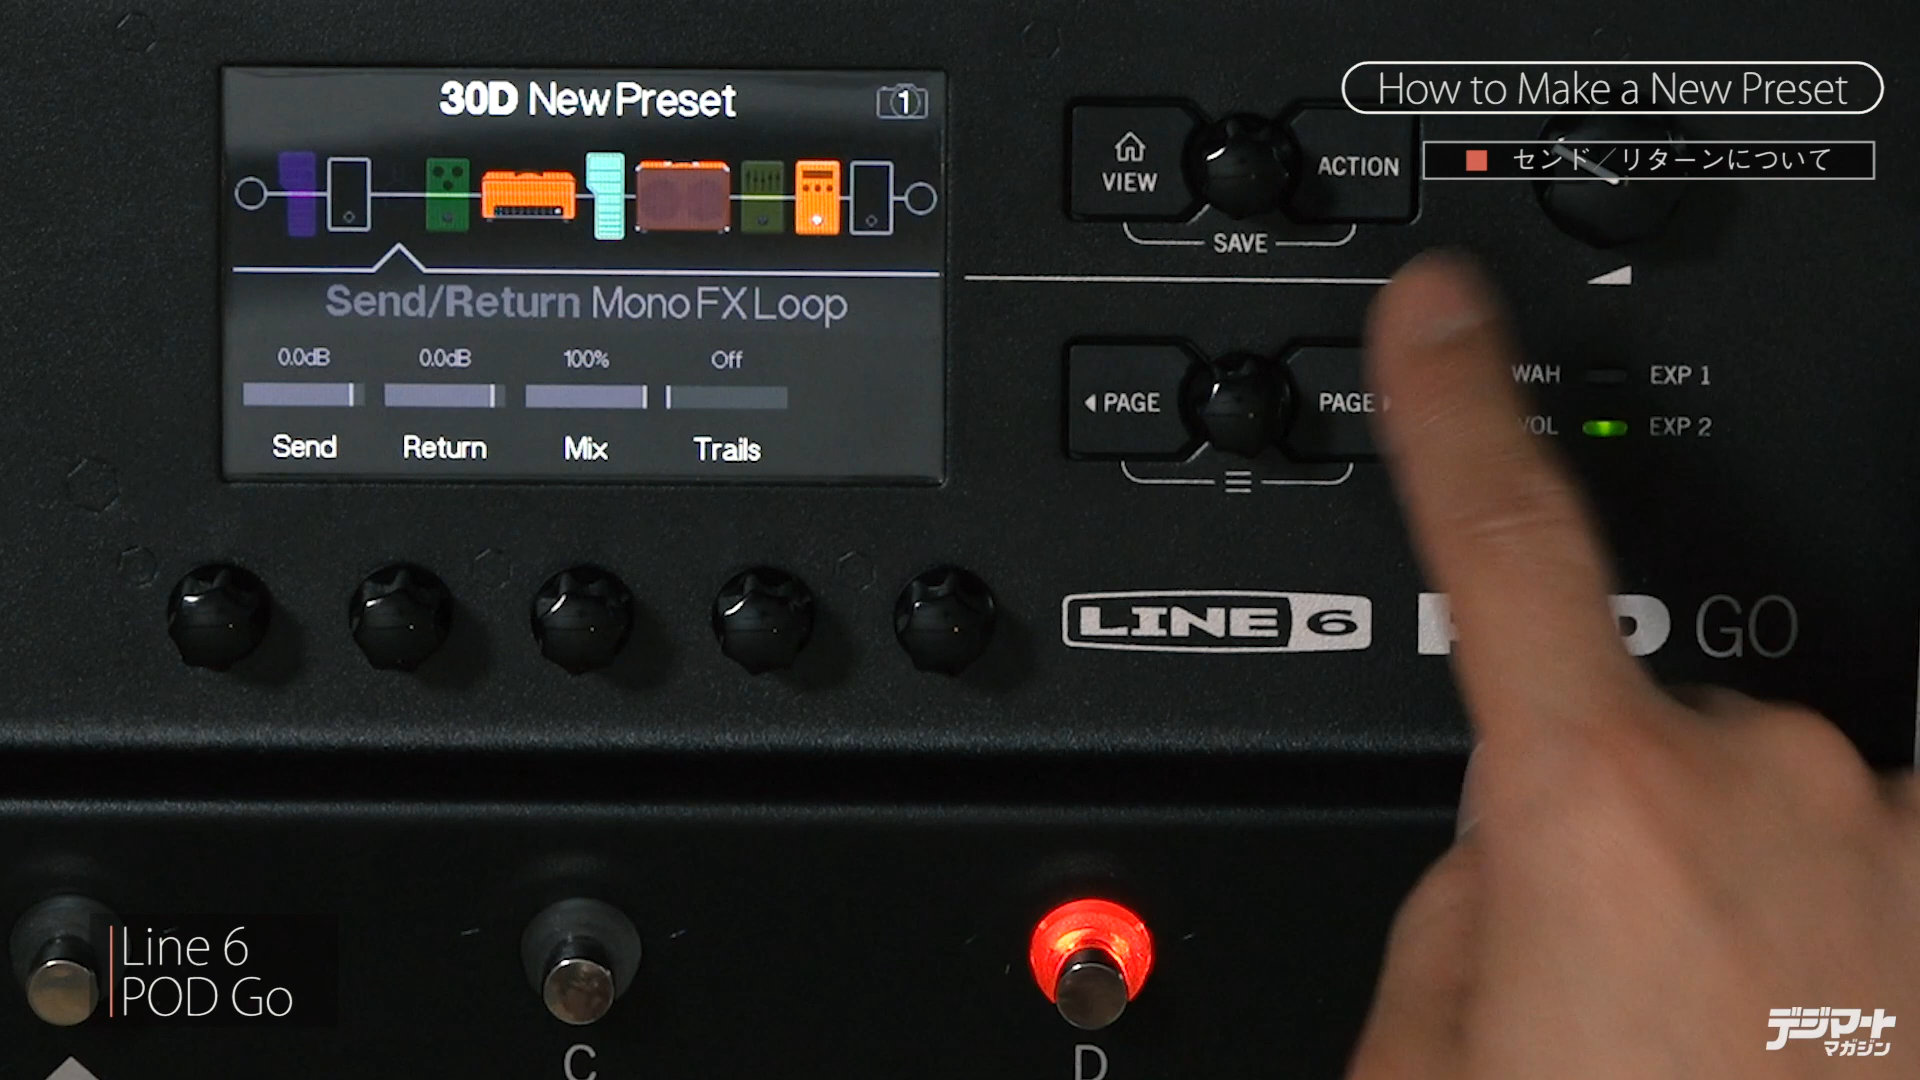 30D New Preset
1
Send/Return Mono FX Loop
0.0dB 0.0dB 100% Off
Send Return Mix Trails
VIEW
ACTION
SAVE
PAGE
PAGE
WAH EXP 1
VOL EXP 2
LINE 6
GO
C
D
How to Make a New Preset
センド／リターンについて
Line 6
POD Go
デジマート
マガジン